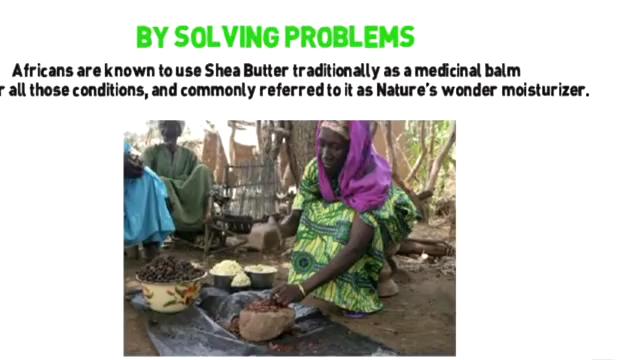 BY SOLVING PROBLEMS
Africans are known to use Shea Butter traditionally as a medicinal balm
all those conditions, and commonly referred to it as Nature's wonder moisturizer.